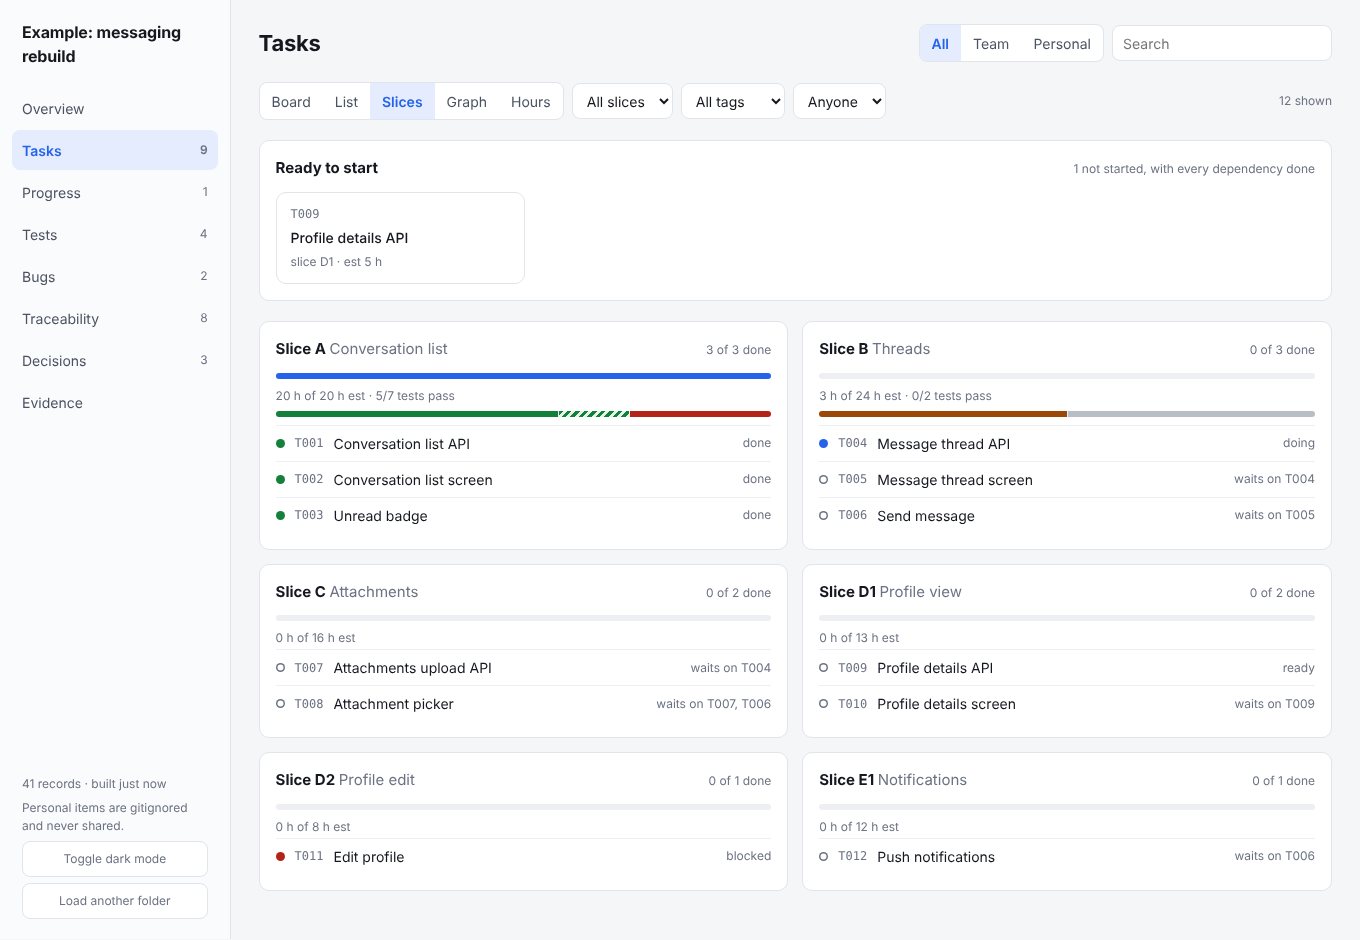 Example: messaging
rebuild
Overview
Tasks 9
Progress 1
Tests 4
Bugs 2
Traceability 8
Decisions 3
Evidence
41 records · built just now
Personal items are gitignored
and never shared.
Toggle dark mode
Load another folder
Tasks
All Team Personal Search
Board List Slices Graph Hours All slices All tags Anyone 12 shown
Ready to start 1 not started, with every dependency done
T009
Profile details API
slice D1 · est 5 h
Slice A Conversation list 3 of 3 done
20 h of 20 h est · 5/7 tests pass
T001 Conversation list API done
T002 Conversation list screen done
T003 Unread badge done
Slice B Threads 0 of 3 done
3 h of 24 h est · 0/2 tests pass
T004 Message thread API doing
T005 Message thread screen waits on T004
T006 Send message waits on T005
Slice C Attachments 0 of 2 done
0 h of 16 h est
T007 Attachments upload API waits on T004
T008 Attachment picker waits on T007, T006
Slice D1 Profile view 0 of 2 done
0 h of 13 h est
T009 Profile details API ready
T010 Profile details screen waits on T009
Slice D2 Profile edit 0 of 1 done
0 h of 8 h est
T011 Edit profile blocked
Slice E1 Notifications 0 of 1 done
0 h of 12 h est
T012 Push notifications waits on T006